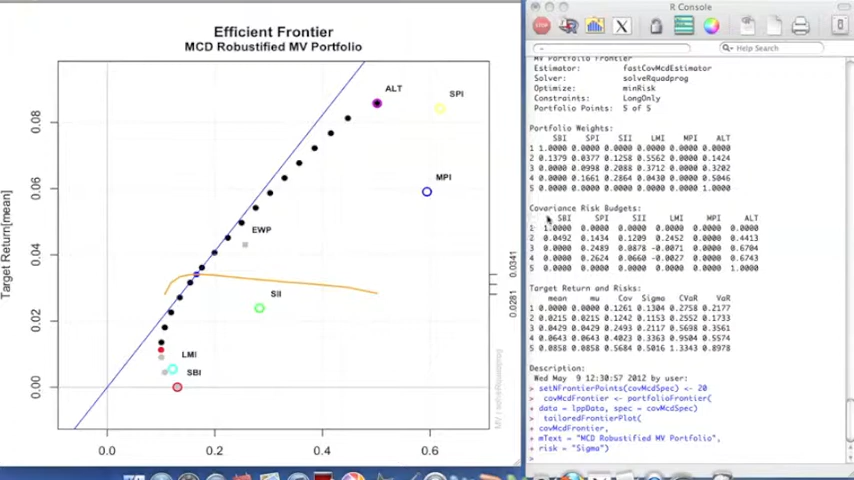 Efficient Frontier
MCD Robustified MV Portfolio
Target Return[mean]
0.00
0.02
0.04
0.06
0.08
0.0
0.2
0.4
0.6
ALT
SPI
MPI
EWP
SII
LMI
SBI
0.0281 0.0341
MV | solveRquadprog
R Console
Help Search
MV Portfolio Frontier
Estimator: fastCovMcdEstimator
Solver: solveRquadprog
Optimize: minRisk
Constraints: LongOnly
Portfolio Points: 5 of 5
Portfolio Weights:
SBI SPI SII LMI MPI ALT
1 1.0000 0.0000 0.0000 0.0000 0.0000 0.0000
2 0.1379 0.0377 0.1258 0.5562 0.0000 0.1424
3 0.0000 0.0998 0.2088 0.3712 0.0000 0.3202
4 0.0000 0.1661 0.2864 0.0430 0.0000 0.5046
5 0.0000 0.0000 0.0000 0.0000 0.0000 1.0000
Covariance Risk Budgets:
SBI SPI SII LMI MPI ALT
1 1.0000 0.0000 0.0000 0.0000 0.0000 0.0000
2 0.0492 0.1434 0.1209 0.2452 0.0000 0.4413
3 0.0000 0.2489 0.0878 -0.0071 0.0000 0.6704
4 0.0000 0.2624 0.0660 -0.0027 0.0000 0.6743
5 0.0000 0.0000 0.0000 0.0000 0.0000 1.0000
Target Return and Risks:
mean mu Cov Sigma CVaR VaR
1 0.0000 0.0000 0.1261 0.1304 0.2758 0.2177
2 0.0215 0.0215 0.1242 0.1153 0.2552 0.1733
3 0.0429 0.0429 0.2493 0.2117 0.5698 0.3561
4 0.0643 0.0643 0.4023 0.3363 0.9504 0.5574
5 0.0858 0.0858 0.5684 0.5016 1.3343 0.8978
Description:
Wed May 9 12:30:57 2012 by user:
> setNFrontierPoints(covMcdSpec) <- 20
> covMcdFrontier <- portfolioFrontier(
data = lppData, spec = covMcdSpec)
> tailoredFrontierPlot(
covMcdFrontier,
mText = "MCD Robustified MV Portfolio",
risk = "Sigma")
>